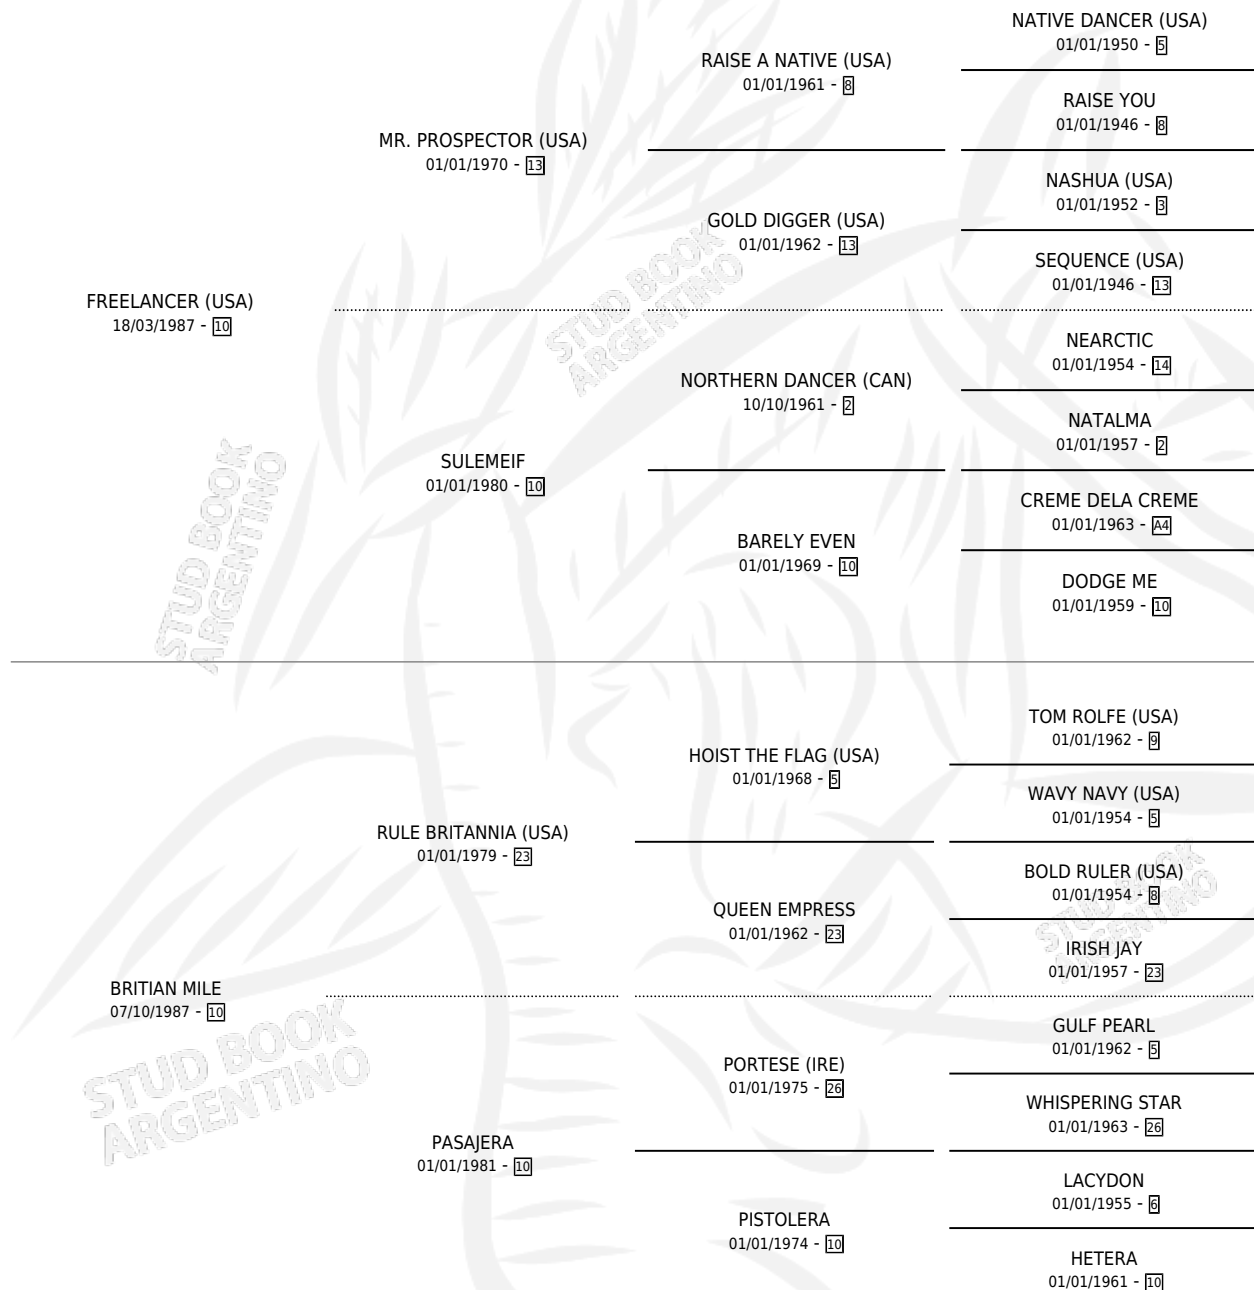 NATIVE DANCER (USA)
01/01/1950 - 5
RAISE A NATIVE (USA)
01/01/1961 - 8
RAISE YOU
01/01/1946 - 8
MR. PROSPECTOR (USA)
01/01/1970 - 13
NASHUA (USA)
01/01/1952 - 3
GOLD DIGGER (USA)
01/01/1962 - 13
SEQUENCE (USA)
01/01/1946 - 13
FREELANCER (USA)
18/03/1987 - 10
NEARCTIC
01/01/1954 - 14
NORTHERN DANCER (CAN)
10/10/1961 - 2
NATALMA
01/01/1957 - 2
SULEMEIF
01/01/1980 - 10
CREME DELA CREME
01/01/1963 - A4
BARELY EVEN
01/01/1969 - 10
DODGE ME
01/01/1959 - 10
TOM ROLFE (USA)
01/01/1962 - 9
HOIST THE FLAG (USA)
01/01/1968 - 5
WAVY NAVY (USA)
01/01/1954 - 5
RULE BRITANNIA (USA)
01/01/1979 - 23
BOLD RULER (USA)
01/01/1954 - 8
QUEEN EMPRESS
01/01/1962 - 23
IRISH JAY
01/01/1957 - 23
BRITIAN MILE
07/10/1987 - 10
GULF PEARL
01/01/1962 - 5
PORTESE (IRE)
01/01/1975 - 26
WHISPERING STAR
01/01/1963 - 26
PASAJERA
01/01/1981 - 10
LACYDON
01/01/1955 - 6
PISTOLERA
01/01/1974 - 10
HETERA
01/01/1961 - 10
STUD BOOK
ARGENTINO
STUD BOOK
ARGENTINO
STUD BOOK
ARGENTINO
STUD BOOK
ARGENTINO